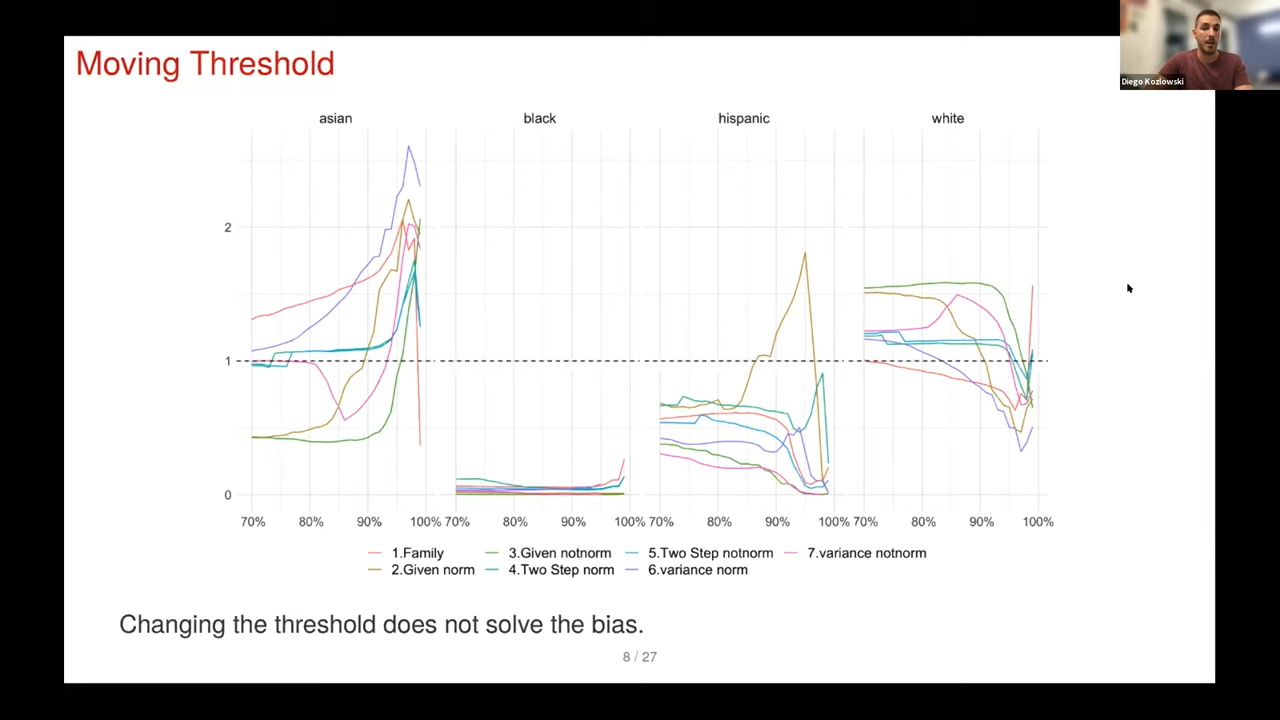 Moving Threshold
Diego Kozlowski
asian black hispanic white
2
1
0
70% 80% 90% 100% 70% 80% 90% 100% 70% 80% 90% 100% 70% 80% 90% 100%
1.Family 3.Given notnorm 5.Two Step notnorm 7.variance notnorm
2.Given norm 4.Two Step norm 6.variance norm
Changing the threshold does not solve the bias.
8 / 27